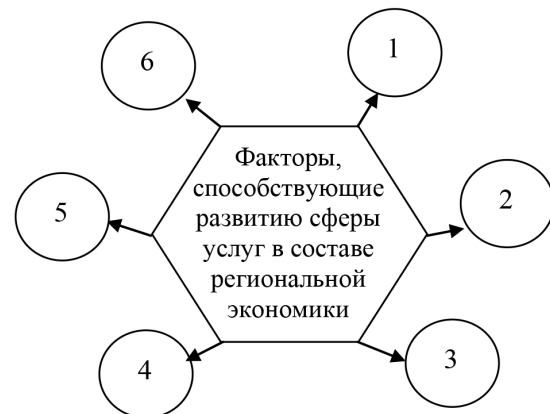 6
1
Факторы,
способствующие
развитию сферы
услуг в составе
региональной
экономики
5
2
4
3